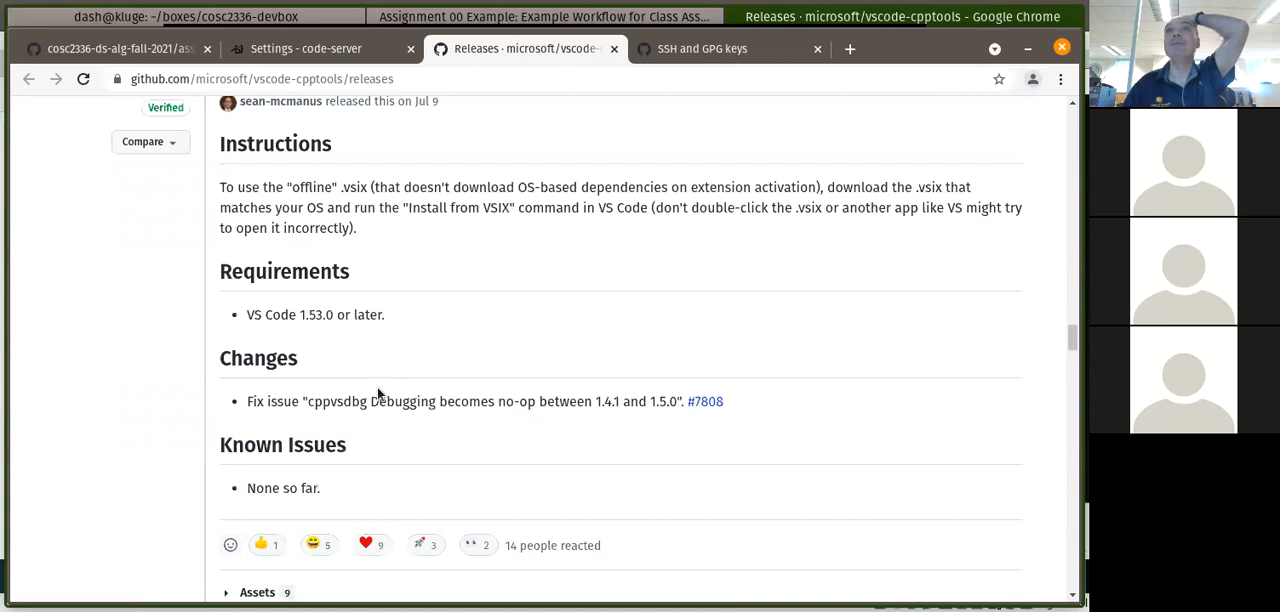 dash@kluge: ~/boxes/cosc2336-devbox
Assignment 00 Example: Example Workflow for Class Ass...
Releases · microsoft/vscode-cpptools - Google Chrome
cosc2336-ds-alg-fall-2021/ass
Settings - code-server
Releases · microsoft/vscode-
SSH and GPG keys
github.com/microsoft/vscode-cpptools/releases
sean-mcmanus released this on Jul 9
Verified
Compare
Instructions
To use the "offline" .vsix (that doesn't download OS-based dependencies on extension activation), download the .vsix that
matches your OS and run the "Install from VSIX" command in VS Code (don't double-click the .vsix or another app like VS might try
to open it incorrectly).
Requirements
• VS Code 1.53.0 or later.
Changes
• Fix issue "cppvsdbg Debugging becomes no-op between 1.4.1 and 1.5.0". #7808
Known Issues
• None so far.
1 5 9 3 2 14 people reacted
Assets 9